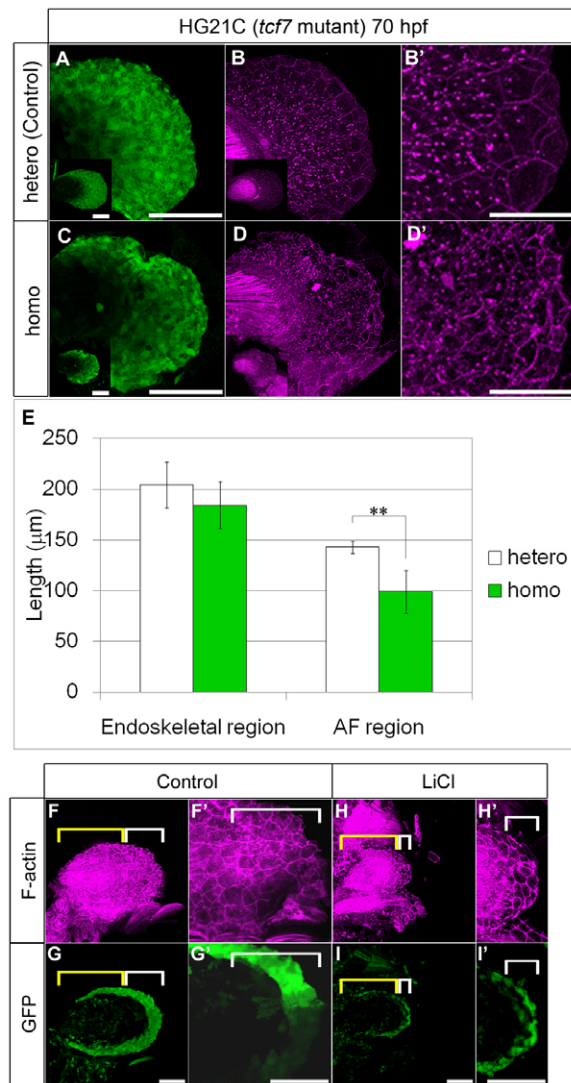 HG21C (tcf7 mutant) 70 hpf
hetero (Control)
A
B
B'
homo
C
D
D'
E
250
200
150
100
50
0
Length (μm)
**
hetero
homo
Endoskeletal region
AF region
Control
LiCl
F-actin
F
F'
H
H'
GFP
G
G'
I
I'